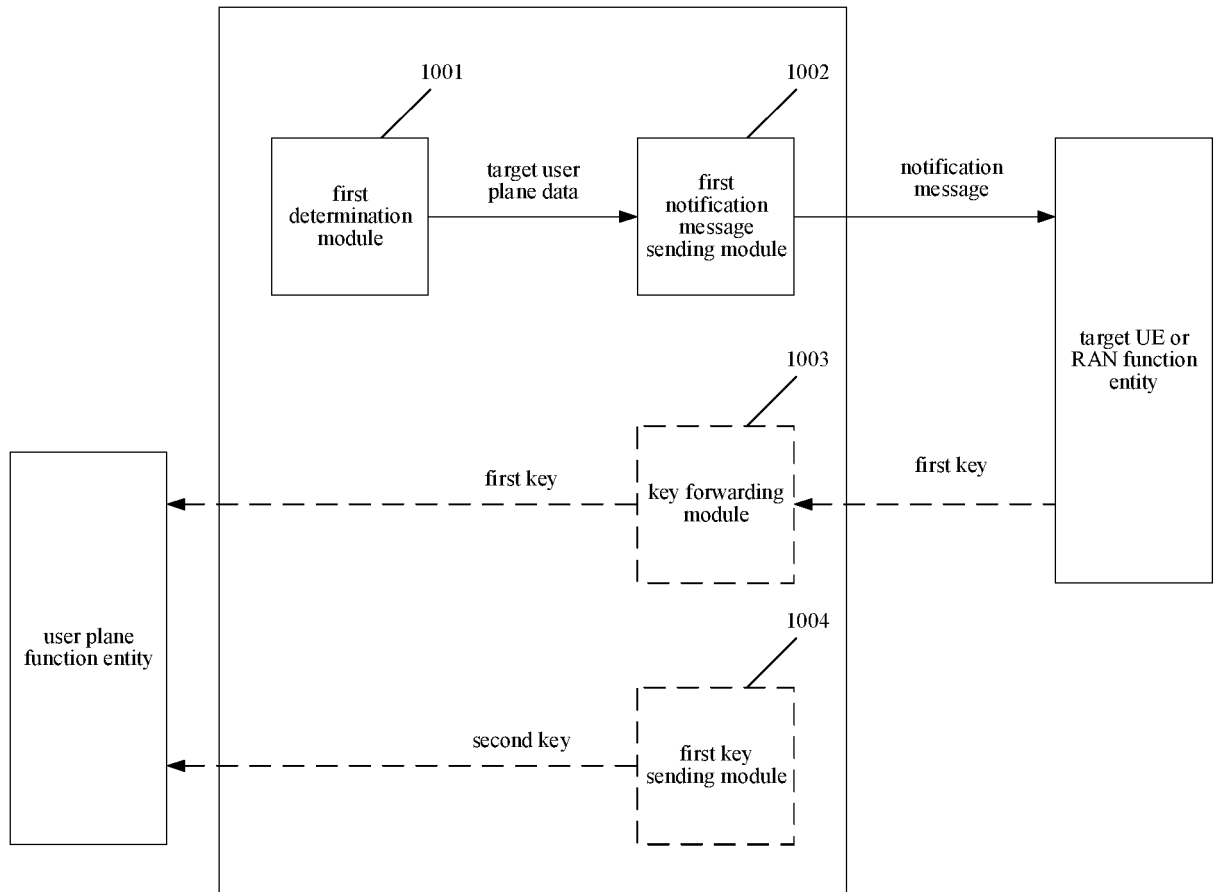 1001
1002
first
determination
module
target user
plane data
first
notification
message
sending module
notification
message
target UE or
RAN function
entity
1003
first key
key forwarding
module
first key
user plane
function entity
1004
second key
first key
sending module